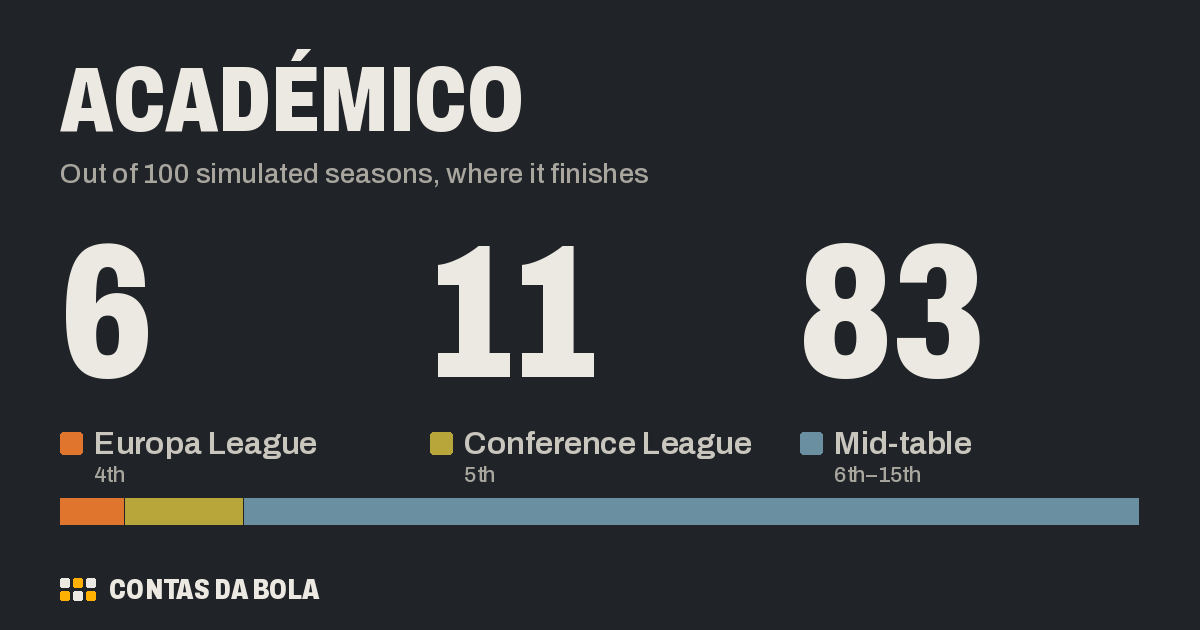 ACADÉMICO
Out of 100 simulated seasons, where it finishes
6 11 83
Europa League Conference League Mid-table
4th 5th 6th–15th
CONTAS DA BOLA